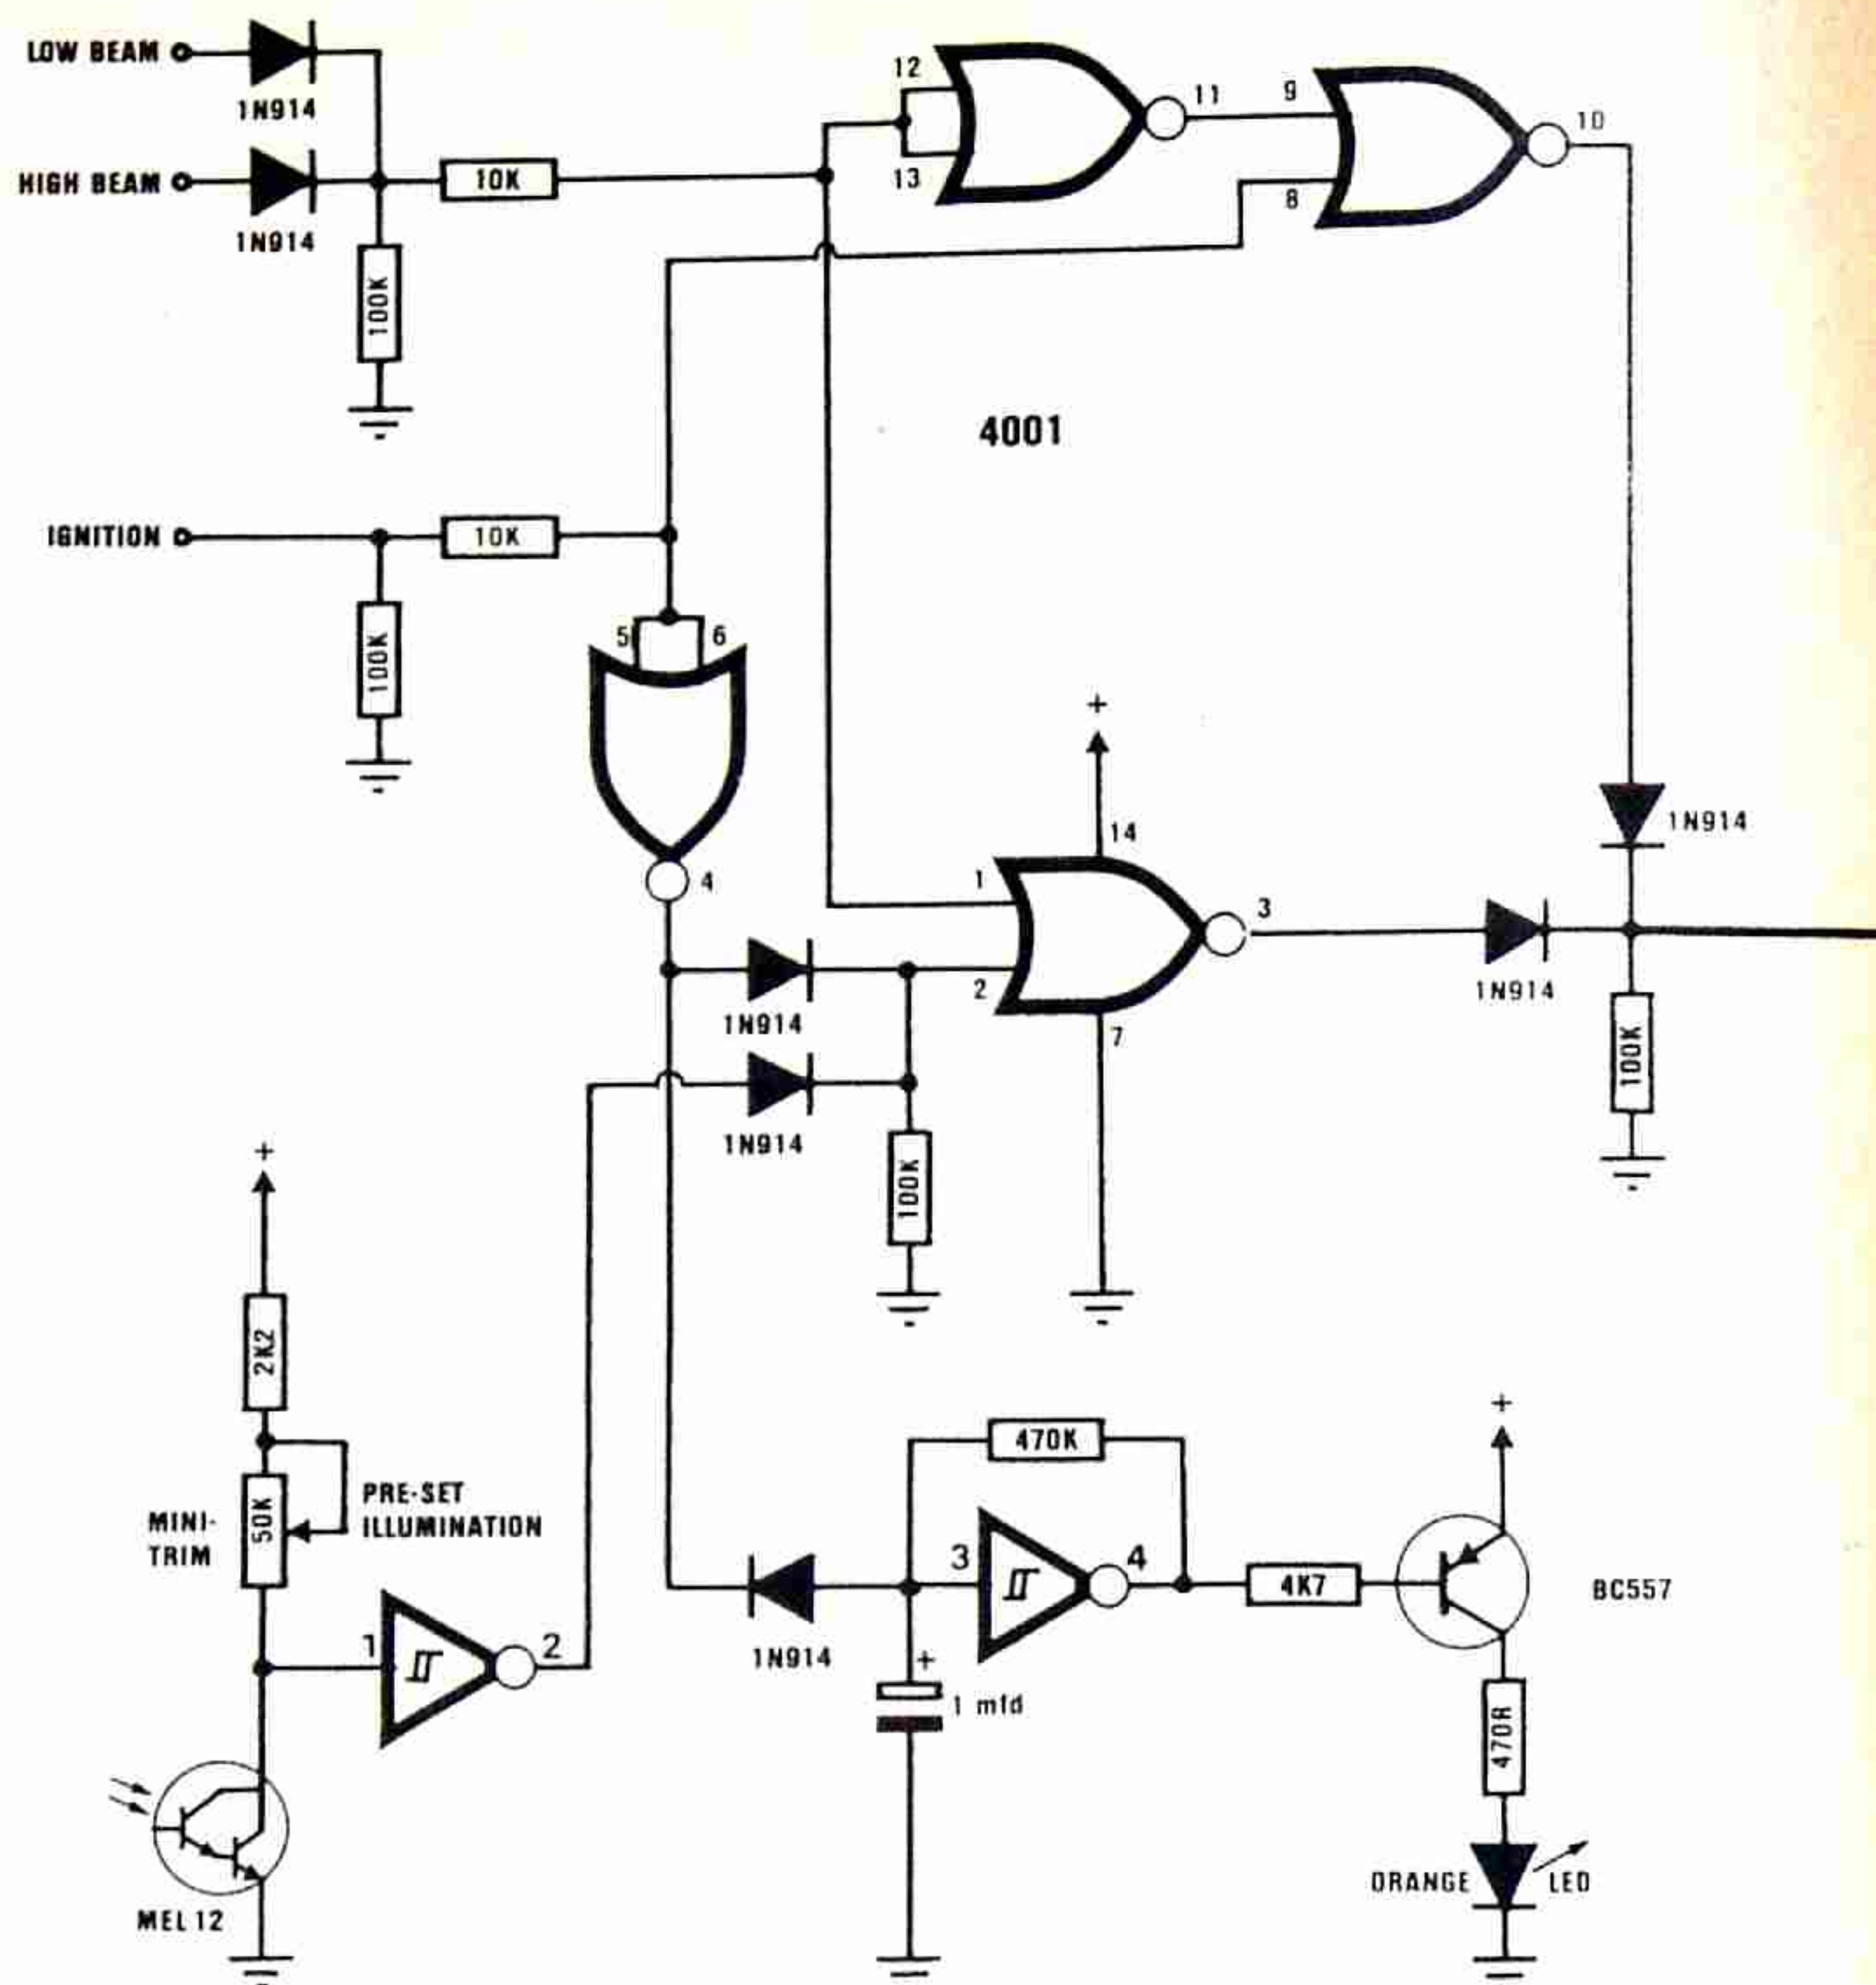 LOW BEAM
1N914
12
11
9
10
HIGH BEAM
10K
13
8
1N914
100K
4001
IGNITION
10K
5
6
100K
+
14
1N914
4
1
3
2
1N914
1N914
7
100K
1N914
100K
+
2K2
+
470K
50K
MINI-
TRIM
PRE-SET
ILLUMINATION
3
4
4K7
BC557
1
2
1N914
+
1 mfd
470R
ORANGE
LED
MEL 12